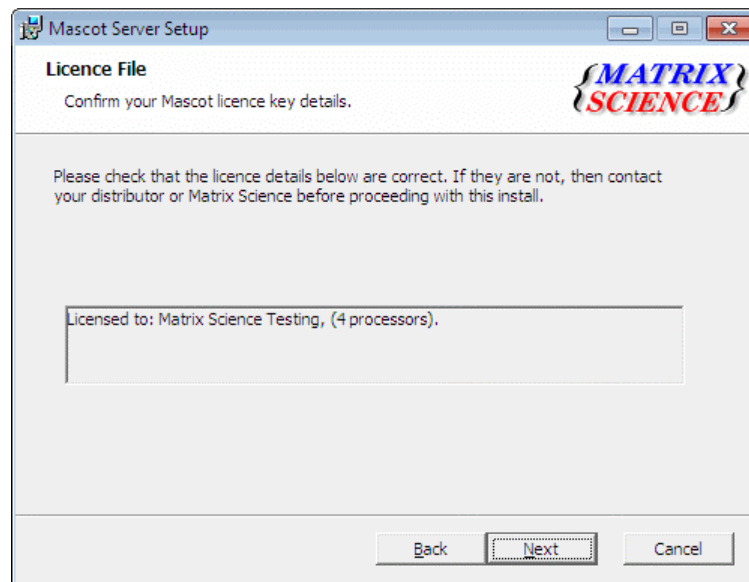 Mascot Server Setup
Licence File
Confirm your Mascot licence key details.
{MATRIX
SCIENCE}
Please check that the licence details below are correct. If they are not, then contact
your distributor or Matrix Science before proceeding with this install.
Licensed to: Matrix Science Testing, (4 processors).
Back
Next
Cancel